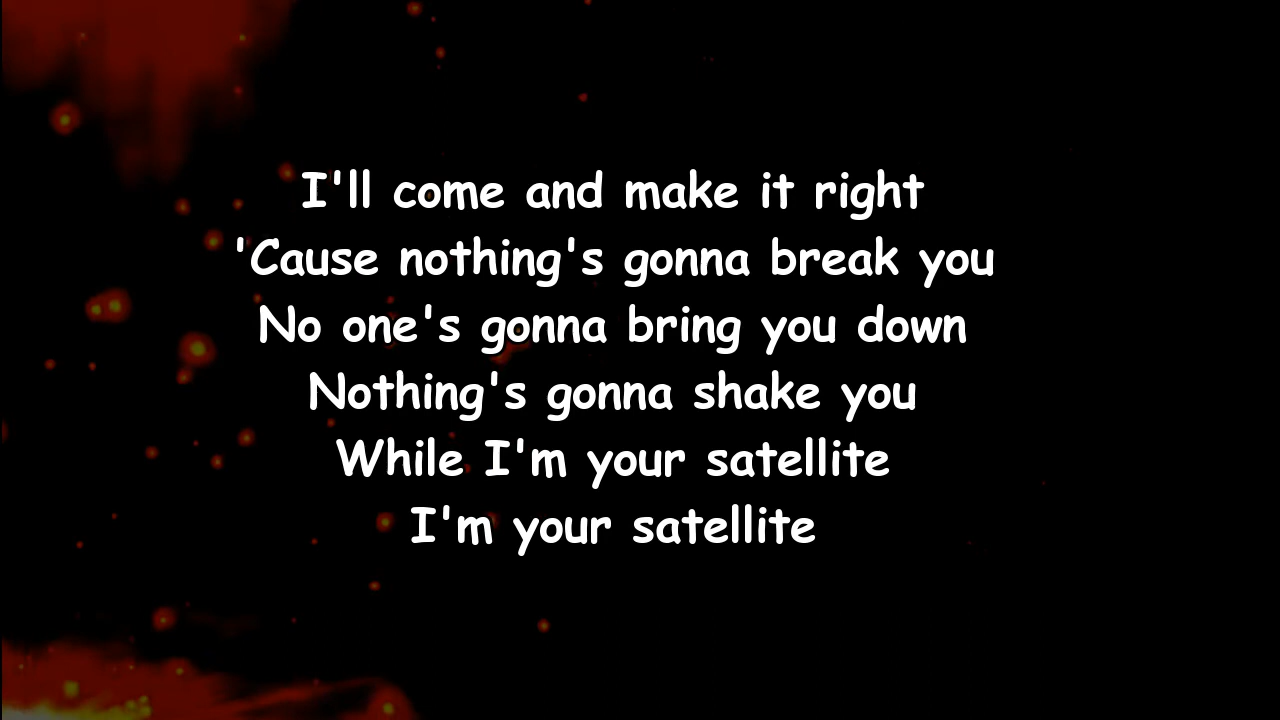 I'll come and make it right
'Cause nothing's gonna break you
No one's gonna bring you down
Nothing's gonna shake you
While I'm your satellite
I'm your satellite